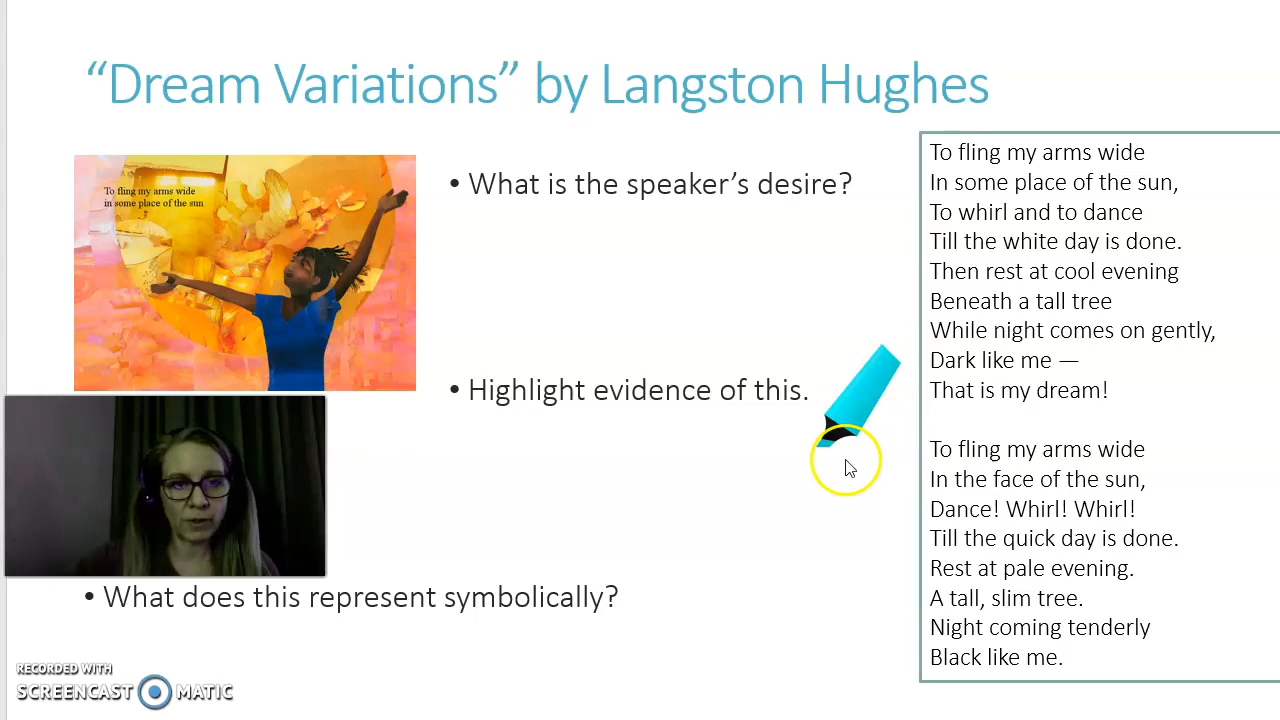 “Dream Variations” by Langston Hughes
To fling my arms wide
in some place of the sun
• What is the speaker’s desire?
• Highlight evidence of this.
• What does this represent symbolically?
To fling my arms wide
In some place of the sun,
To whirl and to dance
Till the white day is done.
Then rest at cool evening
Beneath a tall tree
While night comes on gently,
Dark like me —
That is my dream!
To fling my arms wide
In the face of the sun,
Dance! Whirl! Whirl!
Till the quick day is done.
Rest at pale evening.
A tall, slim tree.
Night coming tenderly
Black like me.
RECORDED WITH
SCREENCAST MATIC